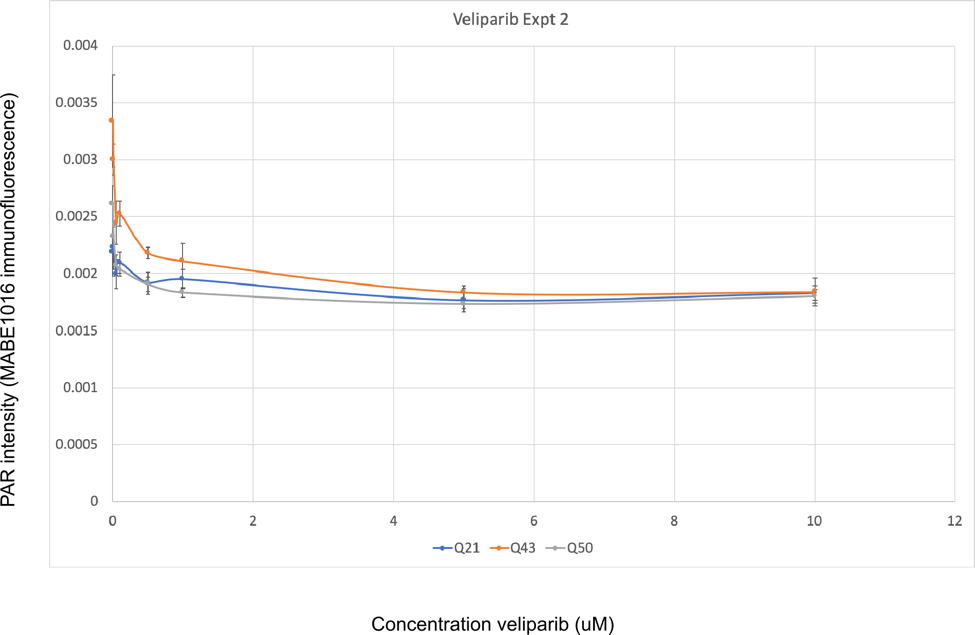 Veliparib Expt 2
PAR intensity (MABE1016 immunofluorescence)
0.004
0.0035
0.003
0.0025
0.002
0.0015
0.001
0.0005
0
0 2 4 6 8 10 12
Q21 Q43 Q50
Concentration veliparib (uM)